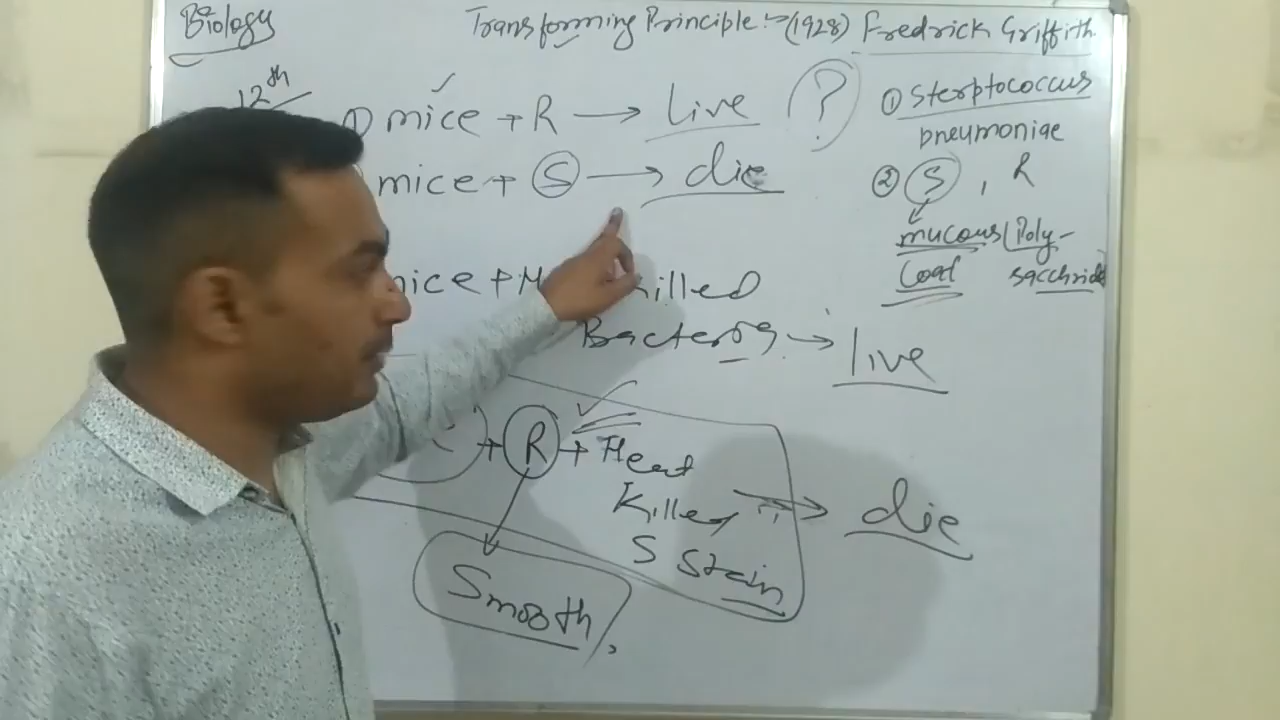 Biology
Transforming Principle :- (1928) Fredrick Griffith
12th
① mice + R → Live ?
mice + S → die
mice + H killed
Bacteria → live
+ R + Heat
Killed
S Stain
→ die
Smooth
① Sterptococcus
pneumoniae
② S, R
mucous/Poly-
Coat sacchride